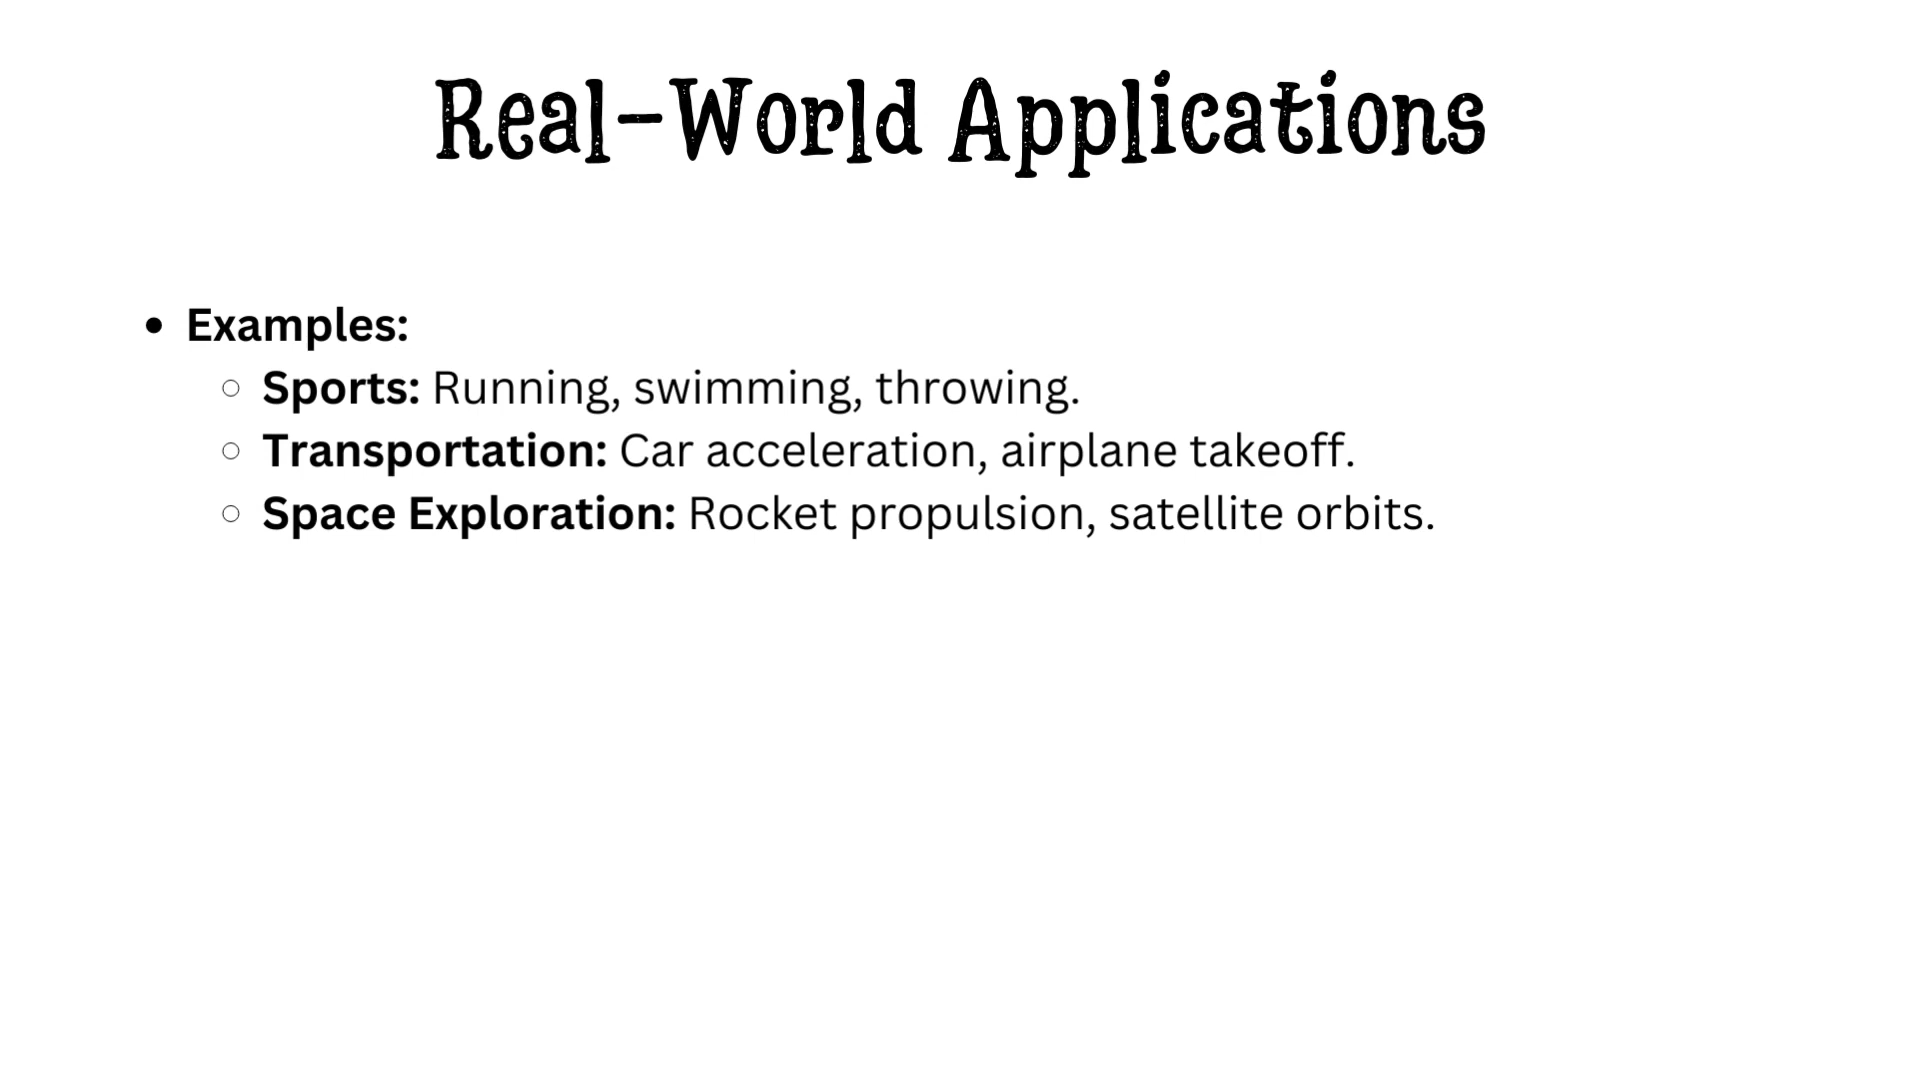 Real-World Applications
• Examples:
○ Sports: Running, swimming, throwing.
○ Transportation: Car acceleration, airplane takeoff.
○ Space Exploration: Rocket propulsion, satellite orbits.